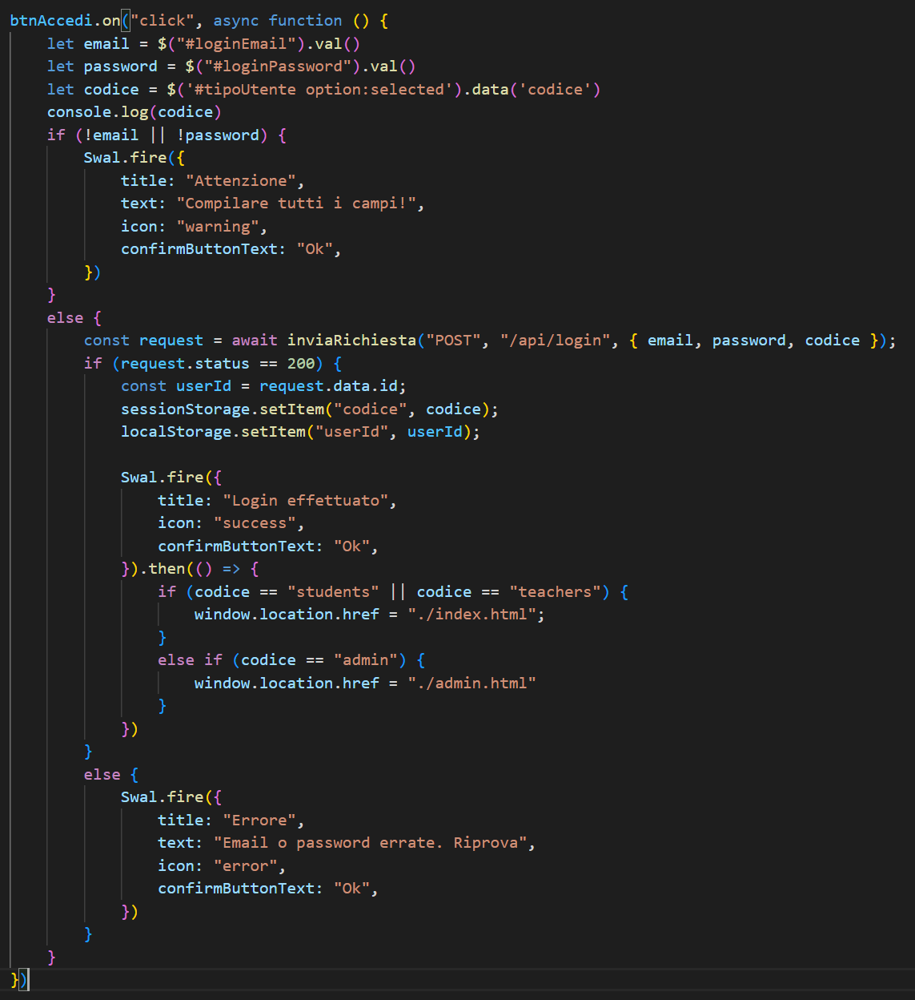 btnAccedi.on("click", async function () {
    let email = $("#loginEmail").val()
    let password = $("#loginPassword").val()
    let codice = $('#tipoUtente option:selected').data('codice')
    console.log(codice)
    if (!email || !password) {
        Swal.fire({
            title: "Attenzione",
            text: "Compilare tutti i campi!",
            icon: "warning",
            confirmButtonText: "Ok",
        })
    }
    else {
        const request = await inviaRichiesta("POST", "/api/login", { email, password, codice });
        if (request.status == 200) {
            const userId = request.data.id;
            sessionStorage.setItem("codice", codice);
            localStorage.setItem("userId", userId);

            Swal.fire({
                title: "Login effettuato",
                icon: "success",
                confirmButtonText: "Ok",
            }).then(() => {
                if (codice == "students" || codice == "teachers") {
                    window.location.href = "./index.html";
                }
                else if (codice == "admin") {
                    window.location.href = "./admin.html"
                }
            })
        }
        else {
            Swal.fire({
                title: "Errore",
                text: "Email o password errate. Riprova",
                icon: "error",
                confirmButtonText: "Ok",
            })
        }
    }
})